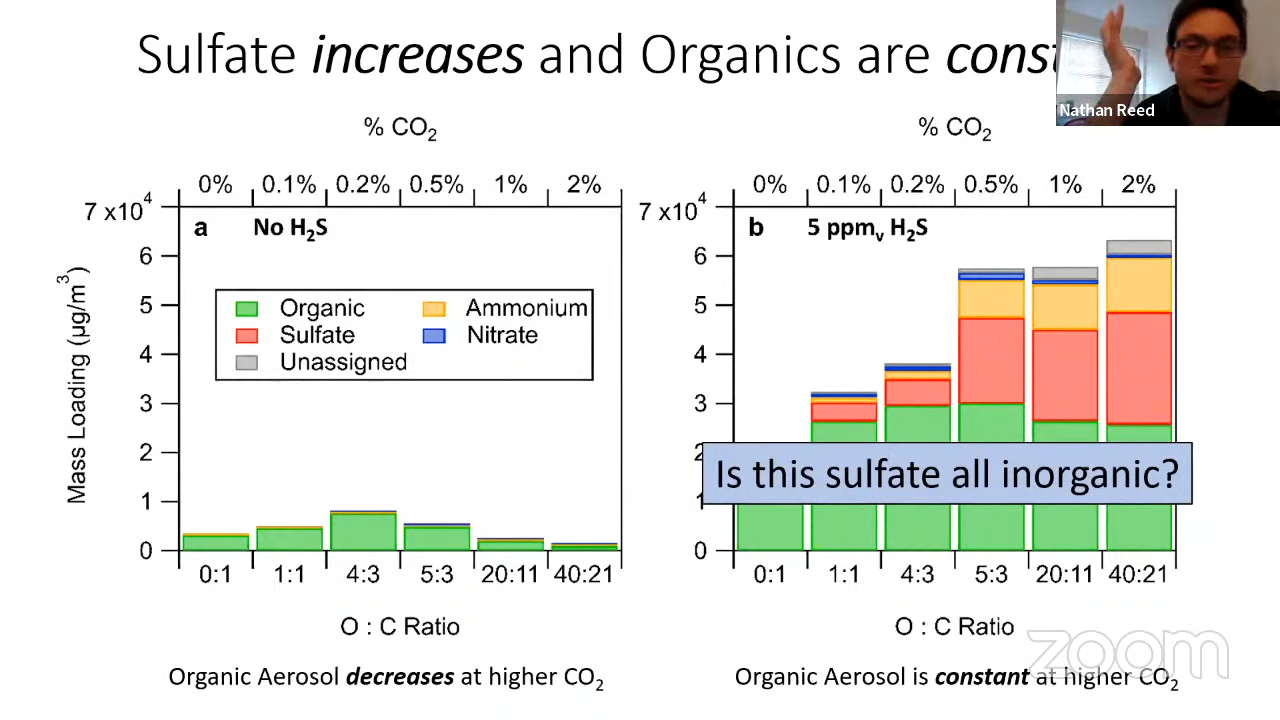 Sulfate increases and Organics are const
Nathan Reed
% CO2
0% 0.1% 0.2% 0.5% 1% 2%
7 x10^4
6
5
4
3
2
1
0
Mass Loading (µg/m^3)
a No H2S
Organic Ammonium
Sulfate Nitrate
Unassigned
0:1 1:1 4:3 5:3 20:11 40:21
O : C Ratio
Organic Aerosol decreases at higher CO2
% CO2
0% 0.1% 0.2% 0.5% 1% 2%
7 x10^4
6
5
4
3
2
1
0
b 5 ppmv H2S
Is this sulfate all inorganic?
0:1 1:1 4:3 5:3 20:11 40:21
O : C Ratio
zoom
Organic Aerosol is constant at higher CO2